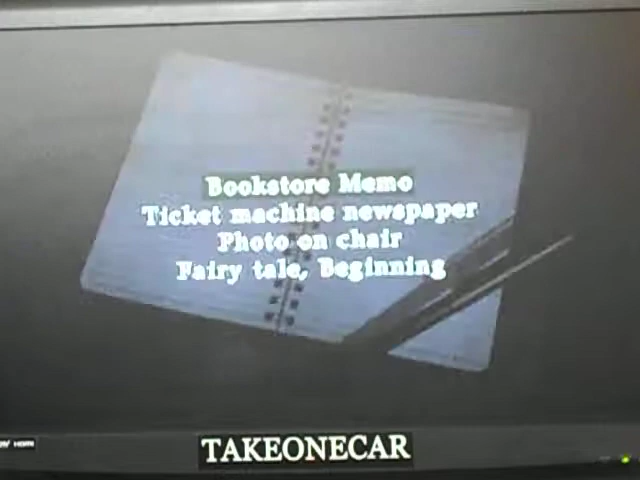 Bookstore Memo
Ticket machine newspaper
Photo on chair
Fairy tale, Beginning
TAKEONECAR